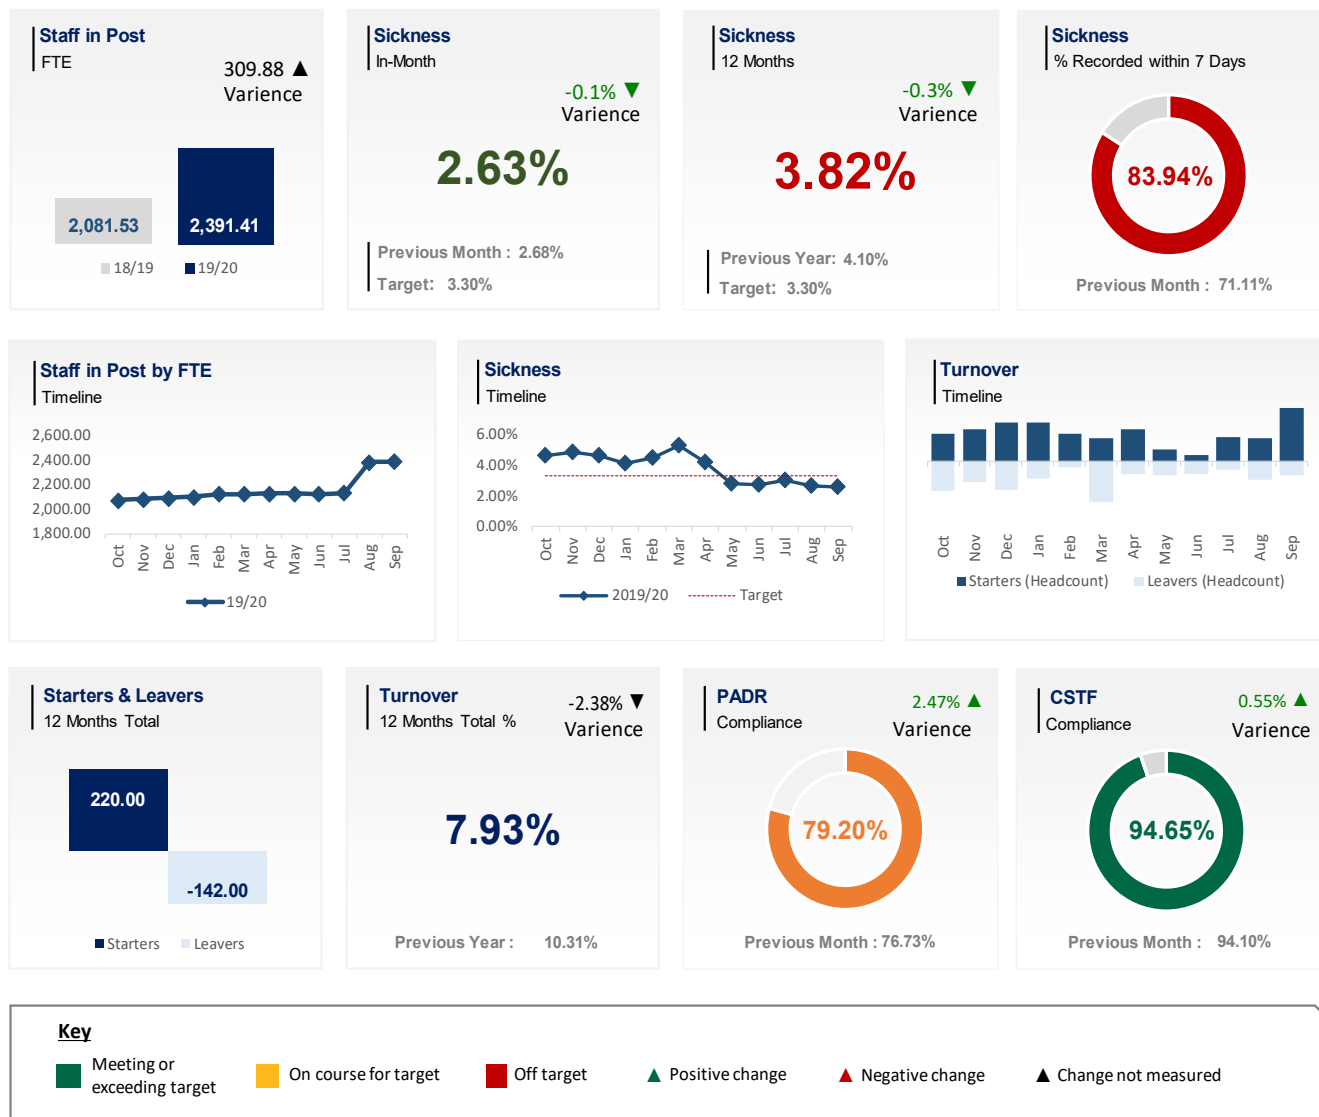 Staff in Post
FTE
309.88 ▲
Varience
2,081.53
2,391.41
18/19
19/20
Sickness
In-Month
-0.1% ▼
Varience
2.63%
Previous Month : 2.68%
Target: 3.30%
Sickness
12 Months
-0.3% ▼
Varience
3.82%
Previous Year: 4.10%
Target: 3.30%
Sickness
% Recorded within 7 Days
83.94%
Previous Month : 71.11%
Staff in Post by FTE
Timeline
2,600.00
2,400.00
2,200.00
2,000.00
1,800.00
Oct
Nov
Dec
Jan
Feb
Mar
Apr
May
Jun
Jul
Aug
Sep
19/20
Sickness
Timeline
6.00%
4.00%
2.00%
0.00%
Oct
Nov
Dec
Jan
Feb
Mar
Apr
May
Jun
Jul
Aug
Sep
2019/20
Target
Turnover
Timeline
Oct
Nov
Dec
Jan
Feb
Mar
Apr
May
Jun
Jul
Aug
Sep
Starters (Headcount)
Leavers (Headcount)
Starters & Leavers
12 Months Total
220.00
-142.00
Starters
Leavers
Turnover
12 Months Total %
-2.38% ▼
Varience
7.93%
Previous Year : 10.31%
PADR
Compliance
2.47% ▲
Varience
79.20%
Previous Month : 76.73%
CSTF
Compliance
0.55% ▲
Varience
94.65%
Previous Month : 94.10%
Key
Meeting or
exceeding target
On course for target
Off target
▲ Positive change
▲ Negative change
▲ Change not measured